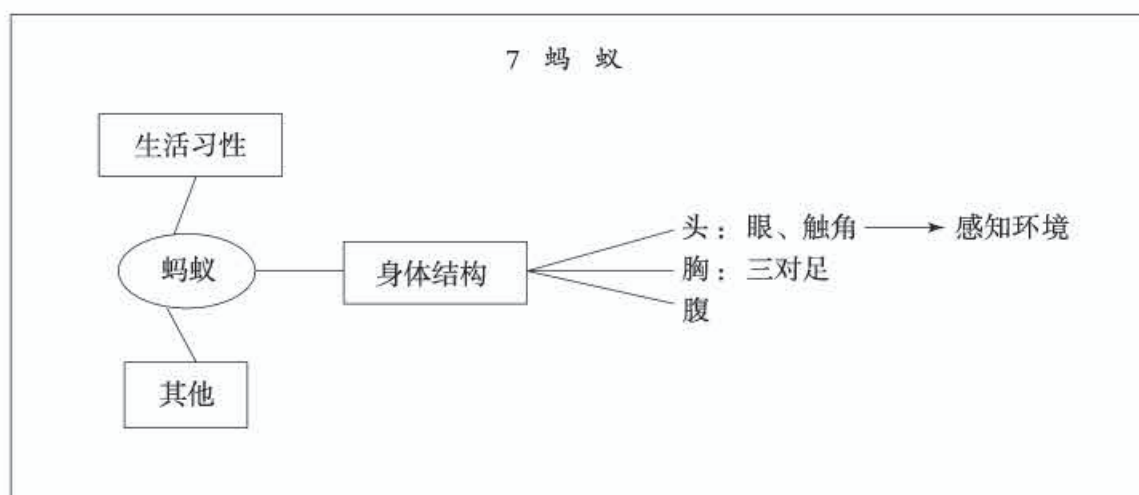 7 蚂 蚁
生活习性
蚂蚁
身体结构
头：眼、触角 感知环境
胸：三对足
腹
其他